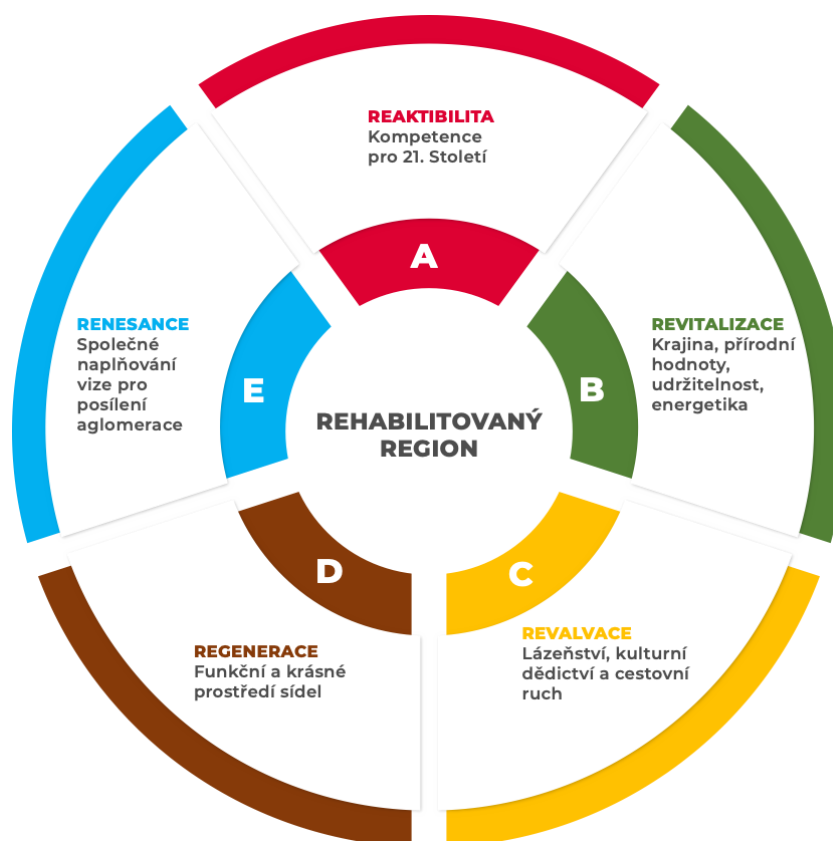 REAKTIBILITA
Kompetence
pro 21. Století
A
REVITALIZACE
Krajina, přírodní
hodnoty,
udržitelnost,
energetika
B
REVALVACE
Lázeňství, kulturní
dědictví a cestovní
ruch
C
REGENERACE
Funkční a krásné
prostředí sídel
D
RENESANCE
Společné
naplňování
vize pro
posílení
aglomerace
E
REHABILITOVANÝ
REGION